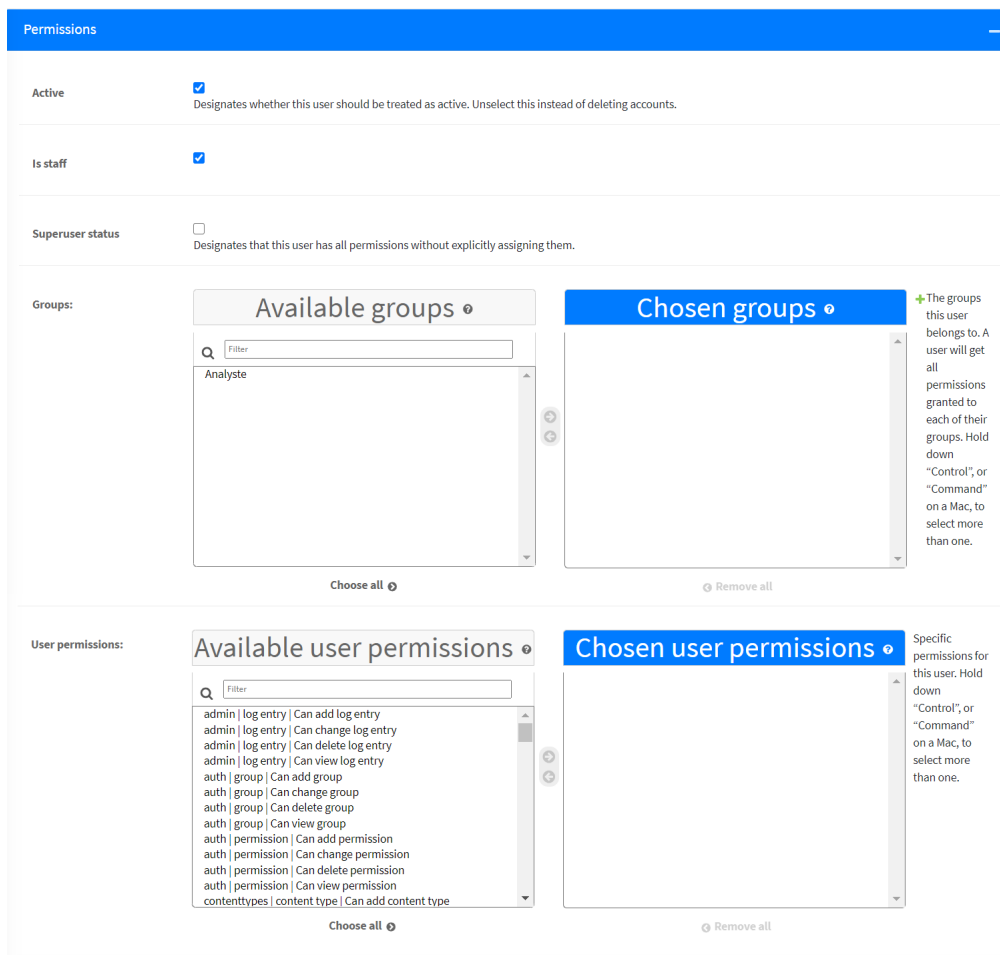 Permissions
Active
Designates whether this user should be treated as active. Unselect this instead of deleting accounts.
Is staff
Superuser status
Designates that this user has all permissions without explicitly assigning them.
Groups:
Available groups ?
Filter
Analyste
Choose all
Chosen groups ?
Remove all
The groups
this user
belongs to. A
user will get
all
permissions
granted to
each of their
groups. Hold
down
“Control”, or
“Command”
on a Mac, to
select more
than one.
User permissions:
Available user permissions ?
Filter
admin | log entry | Can add log entry
admin | log entry | Can change log entry
admin | log entry | Can delete log entry
admin | log entry | Can view log entry
auth | group | Can add group
auth | group | Can change group
auth | group | Can delete group
auth | group | Can view group
auth | permission | Can add permission
auth | permission | Can change permission
auth | permission | Can delete permission
auth | permission | Can view permission
contenttypes | content type | Can add content type
Choose all
Chosen user permissions ?
Remove all
Specific
permissions for
this user. Hold
down
“Control”, or
“Command”
on a Mac, to
select more
than one.